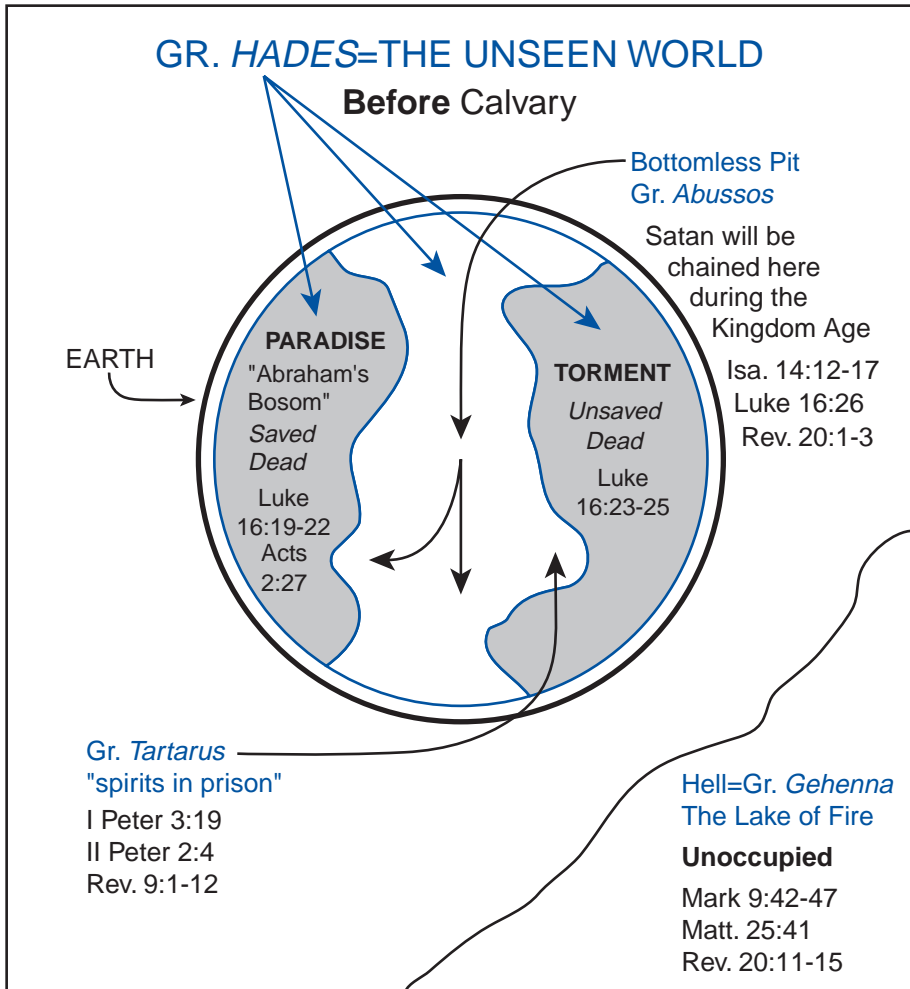 GR. HADES=THE UNSEEN WORLD
Before Calvary
Bottomless Pit
Gr. Abussos
Satan will be
chained here
during the
Kingdom Age
Isa. 14:12-17
Luke 16:26
Rev. 20:1-3
EARTH
PARADISE
"Abraham's
Bosom"
Saved
Dead
Luke
16:19-22
Acts
2:27
TORMENT
Unsaved
Dead
Luke
16:23-25
Gr. Tartarus
"spirits in prison"
I Peter 3:19
II Peter 2:4
Rev. 9:1-12
Hell=Gr. Gehenna
The Lake of Fire
Unoccupied
Mark 9:42-47
Matt. 25:41
Rev. 20:11-15